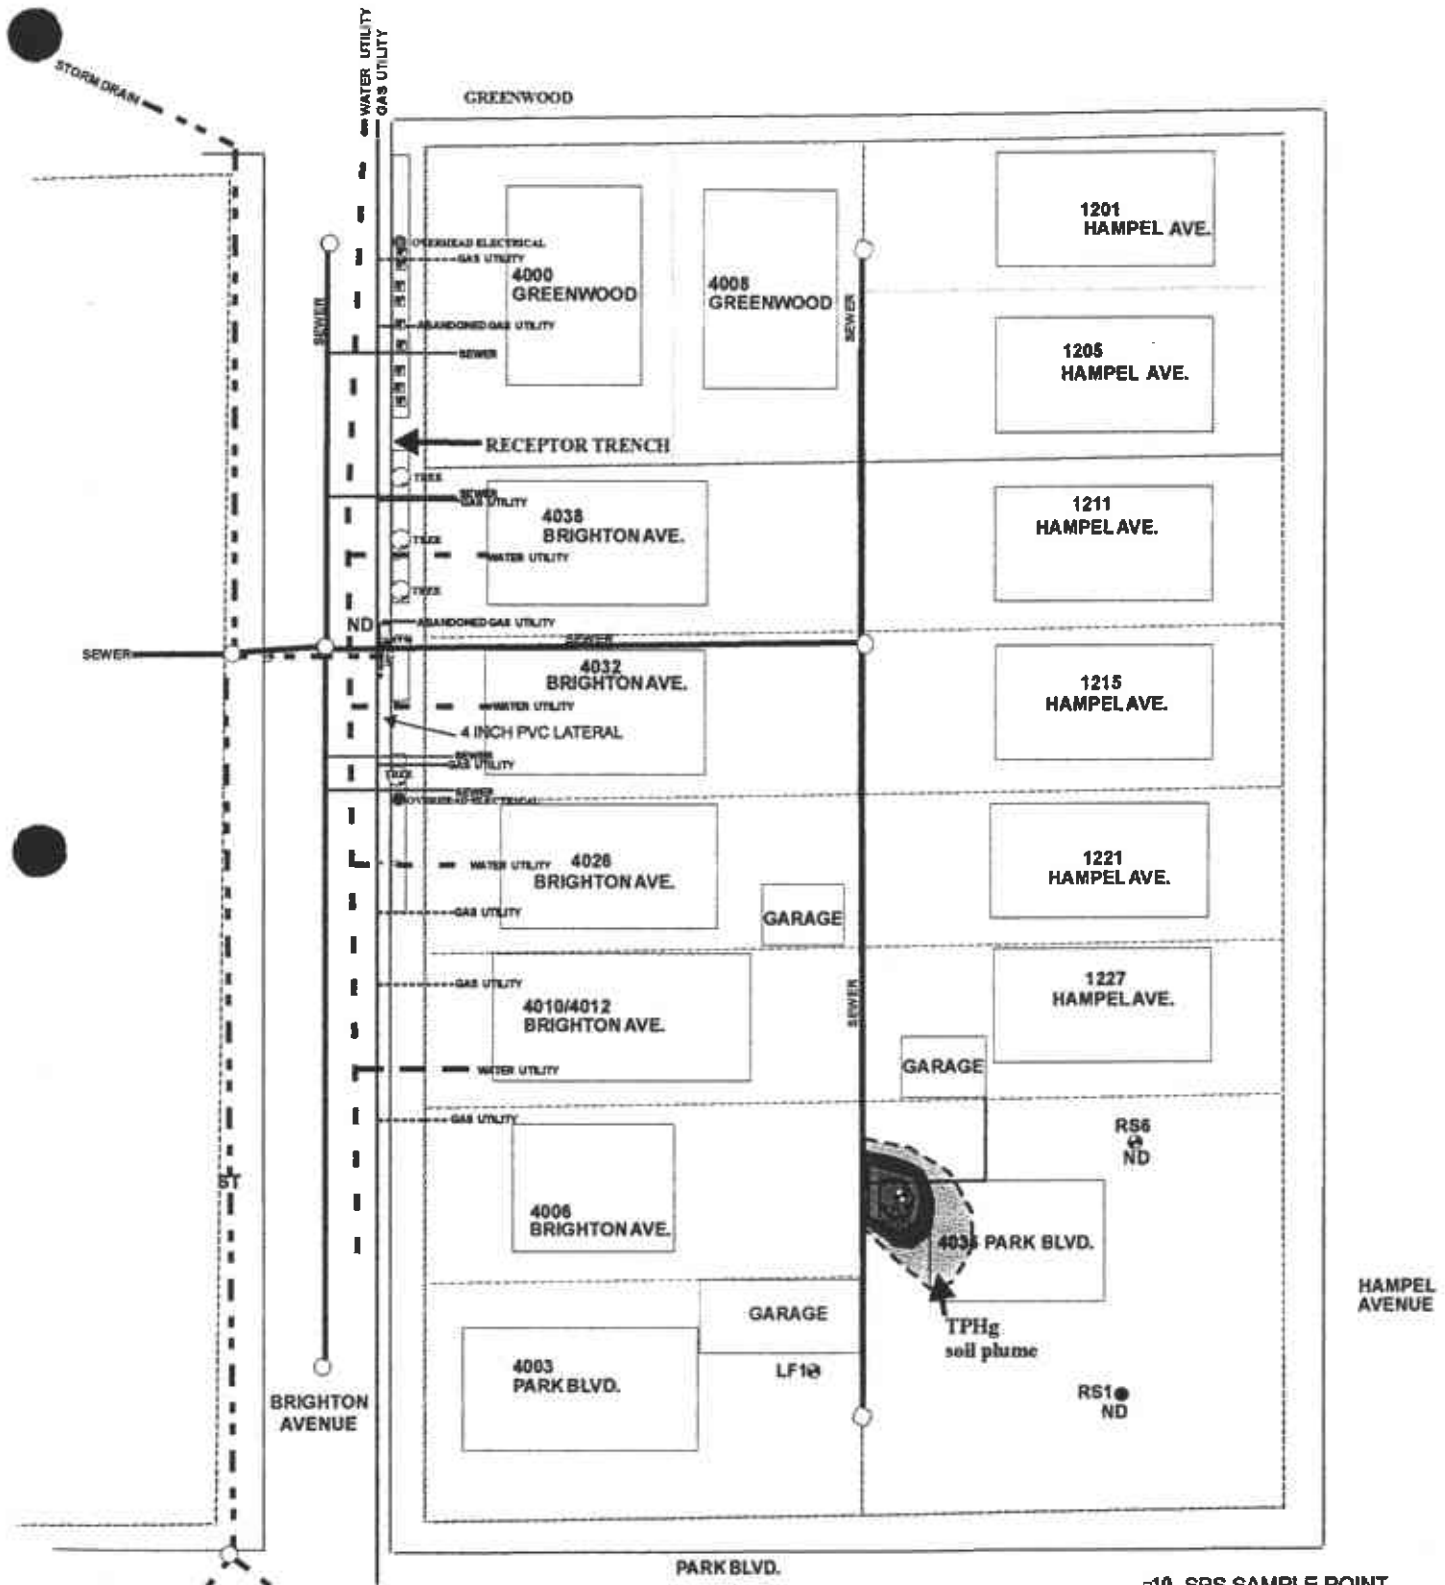 WATER UTILITY
GAS UTILITY
STORM DRAIN
GREENWOOD
1201
HAMPEL AVE.
OVERHEAD ELECTRICAL
GAS UTILITY
4000
GREENWOOD
4008
GREENWOOD
SEWER
SEWER
ABANDONED GAS UTILITY
SEWER
1205
HAMPEL AVE.
RECEPTOR TRENCH
TREE
SEWER
GAS UTILITY
4038
BRIGHTON AVE.
1211
HAMPEL AVE.
TREE
WATER UTILITY
TREE
ND
ABANDONED GAS UTILITY
SEWER
SEWER
4032
BRIGHTON AVE.
1215
HAMPEL AVE.
WATER UTILITY
4 INCH PVC LATERAL
SEWER
GAS UTILITY
TREE
SEWER
OVERHEAD ELECTRICAL
WATER UTILITY
4026
BRIGHTON AVE.
1221
HAMPEL AVE.
GAS UTILITY
GARAGE
GAS UTILITY
4010/4012
BRIGHTON AVE.
SEWER
1227
HAMPEL AVE.
WATER UTILITY
GARAGE
GAS UTILITY
RS6
ND
ST
4006
BRIGHTON AVE.
PARK BLVD.
HAMPEL
AVENUE
GARAGE
TPHg
soil plume
4003
PARK BLVD.
LF1
RS1
ND
BRIGHTON
AVENUE
PARK BLVD.
SRS SAMPLE POINT